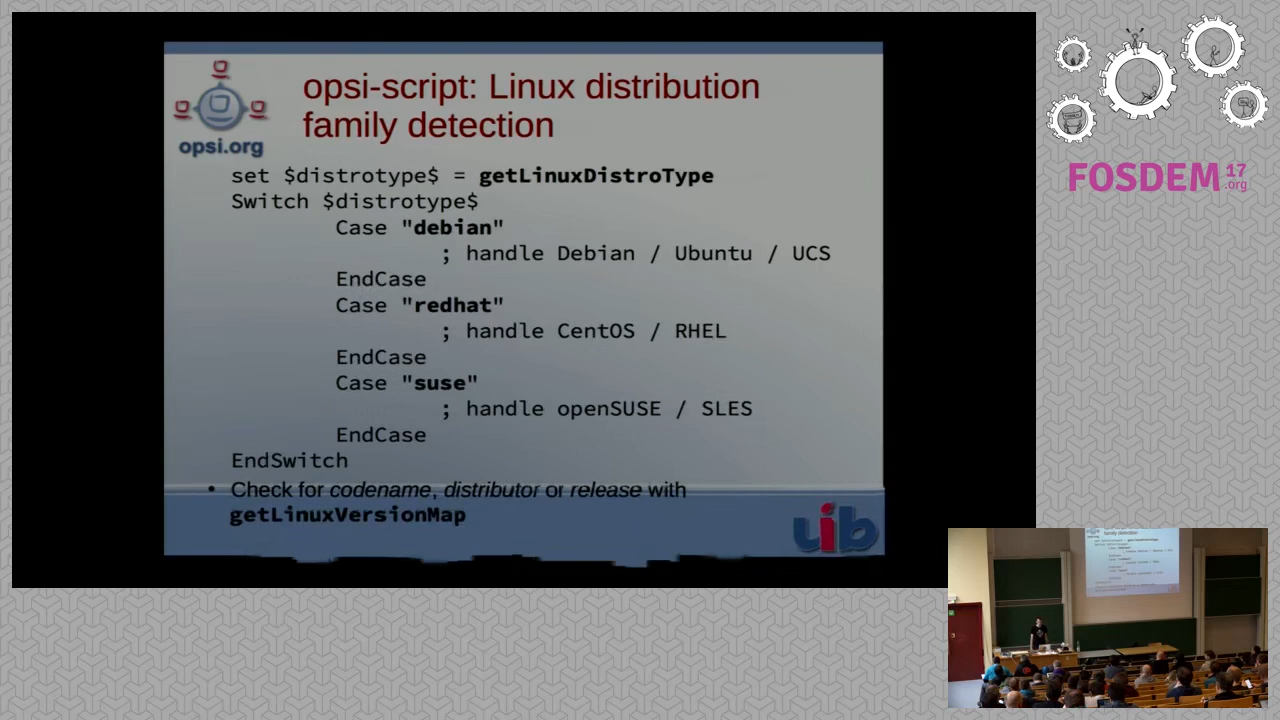 opsi-script: Linux distribution
family detection
opsi.org
set $distrotype$ = getLinuxDistroType
Switch $distrotype$
Case "debian"
; handle Debian / Ubuntu / UCS
EndCase
Case "redhat"
; handle CentOS / RHEL
EndCase
Case "suse"
; handle openSUSE / SLES
EndCase
EndSwitch
• Check for codename, distributor or release with
getLinuxVersionMap
uib
FOSDEM 17
.org
family detection